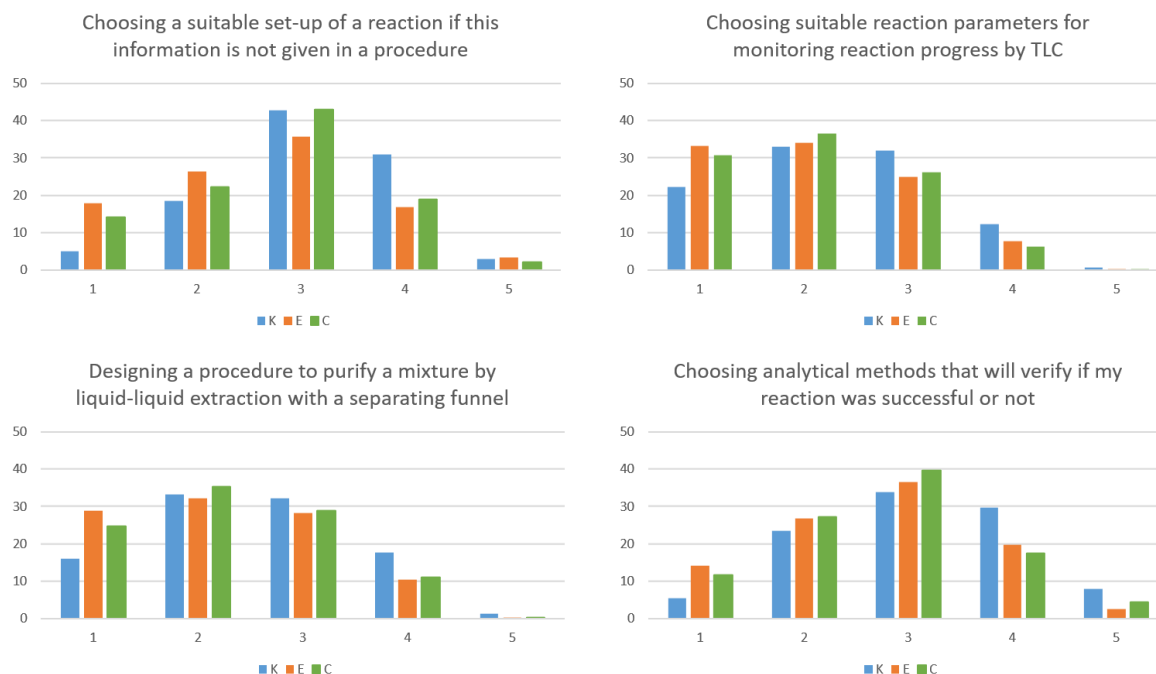 Choosing a suitable set-up of a reaction if this
information is not given in a procedure
50
40
30
20
10
0
1 2 3 4 5
K E C
Choosing suitable reaction parameters for
monitoring reaction progress by TLC
50
40
30
20
10
0
1 2 3 4 5
K E C
Designing a procedure to purify a mixture by
liquid-liquid extraction with a separating funnel
50
40
30
20
10
0
1 2 3 4 5
K E C
Choosing analytical methods that will verify if my
reaction was successful or not
50
40
30
20
10
0
1 2 3 4 5
K E C